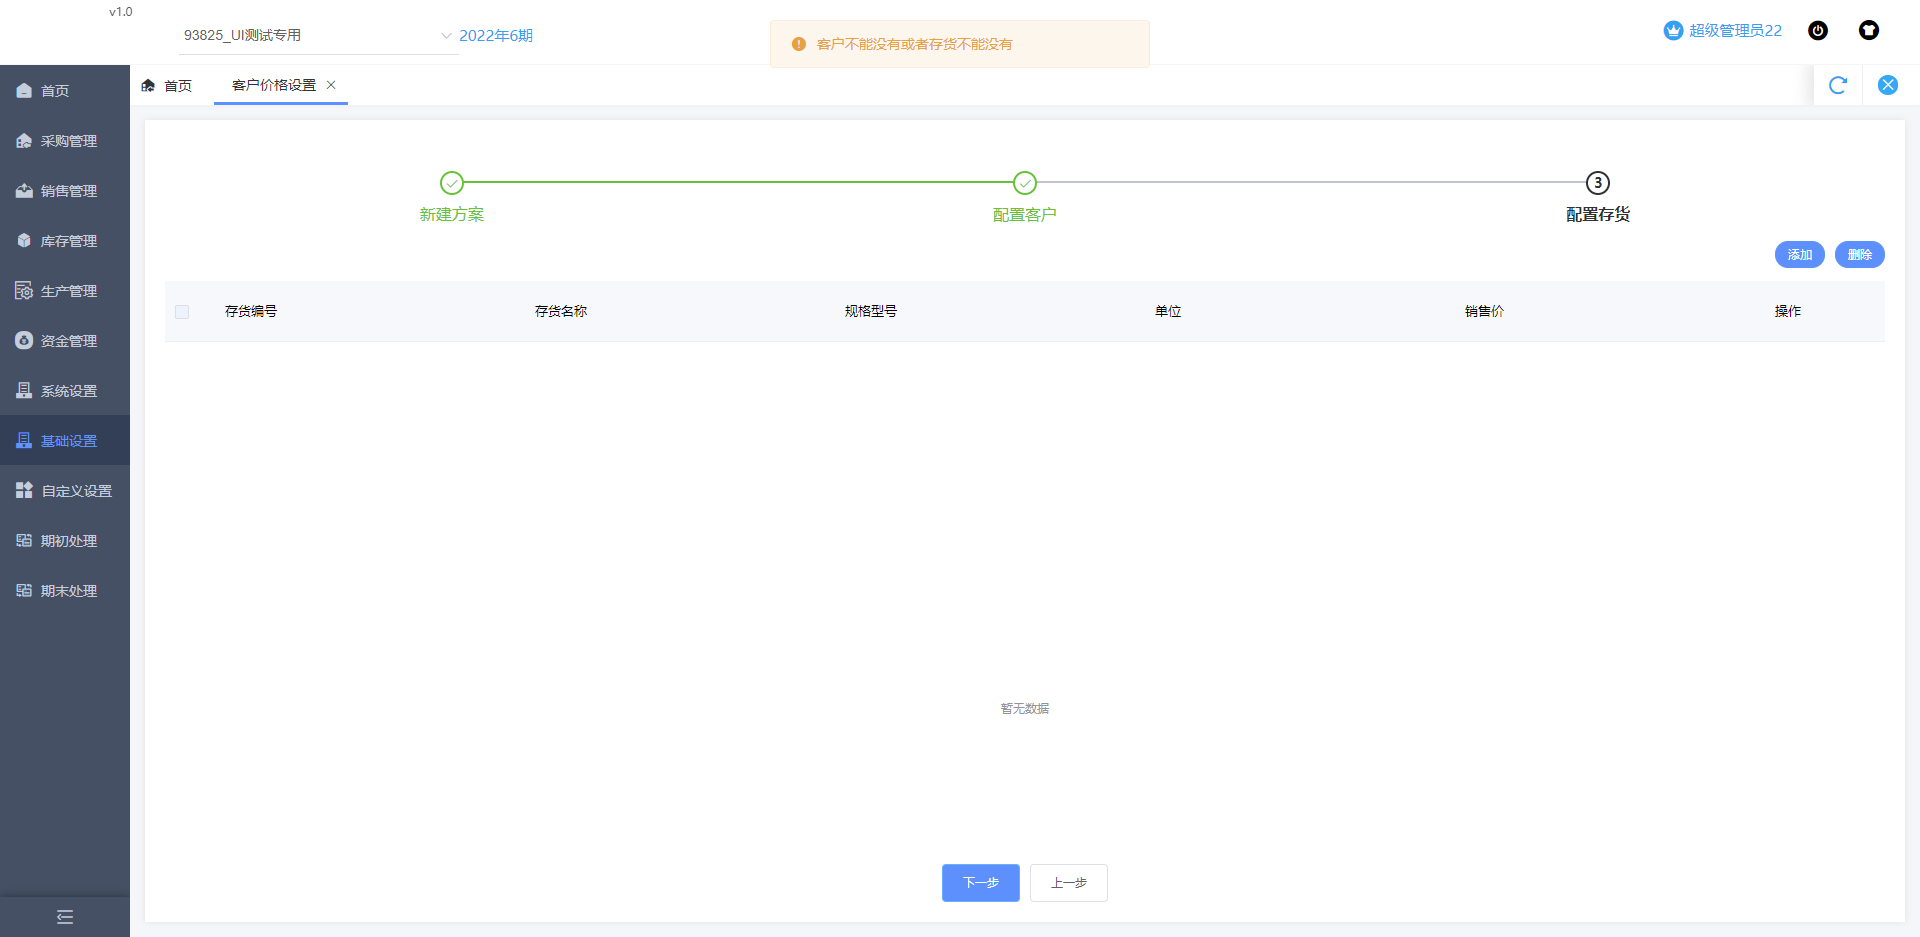 v1.0
93825_UI测试专用
2022年6期
客户不能没有或者存货不能没有
超级管理员22
首页
客户价格设置
首页
采购管理
销售管理
库存管理
生产管理
资金管理
系统设置
基础设置
自定义设置
期初处理
期末处理
3
新建方案
配置客户
配置存货
添加
删除
存货编号
存货名称
规格型号
单位
销售价
操作
暂无数据
下一步
上一步